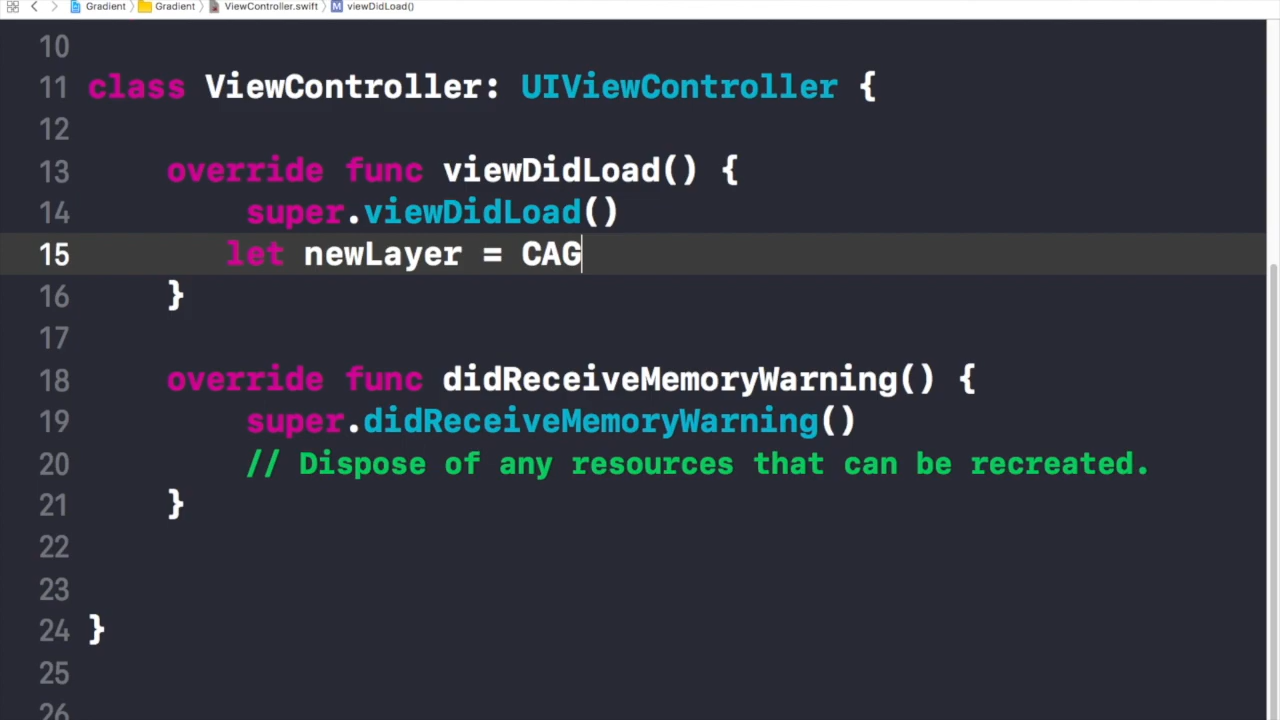 Gradient Gradient ViewController.swift M viewDidLoad()
10
11 class ViewController: UIViewController {
12
13 override func viewDidLoad() {
14 super.viewDidLoad()
15 let newLayer = CAG
16 }
17
18 override func didReceiveMemoryWarning() {
19 super.didReceiveMemoryWarning()
20 // Dispose of any resources that can be recreated.
21 }
22
23
24 }
25
26